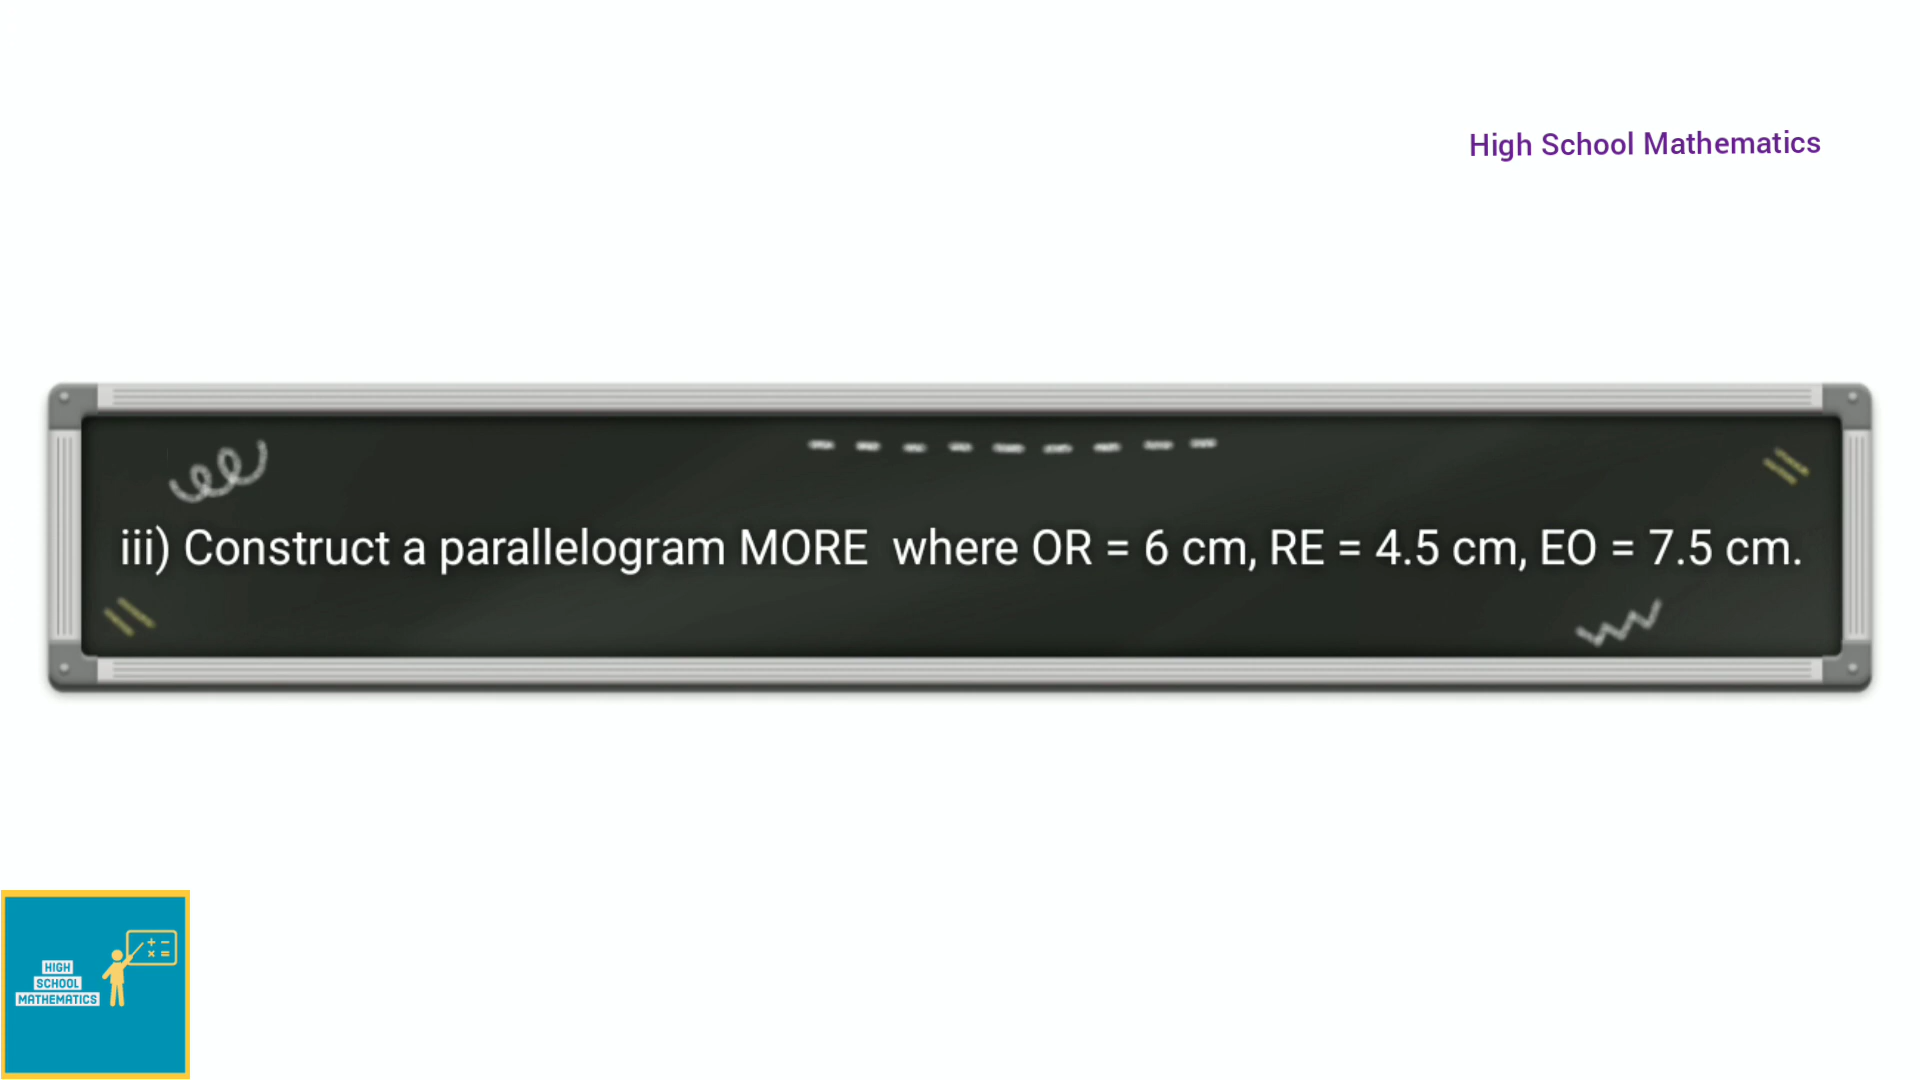 High School Mathematics
iii) Construct a parallelogram MORE where OR = 6 cm, RE = 4.5 cm, EO = 7.5 cm.
HIGH
SCHOOL
MATHEMATICS
+ −
× =